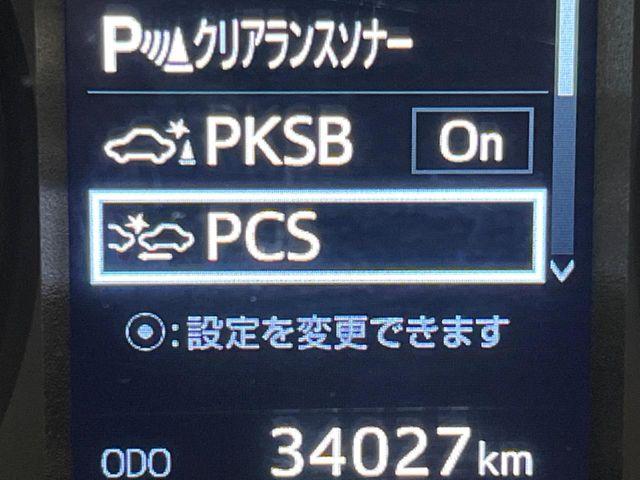 Pクリアランスソナー
PKSB On
PCS
⦿:設定を変更できます
ODO 34027km